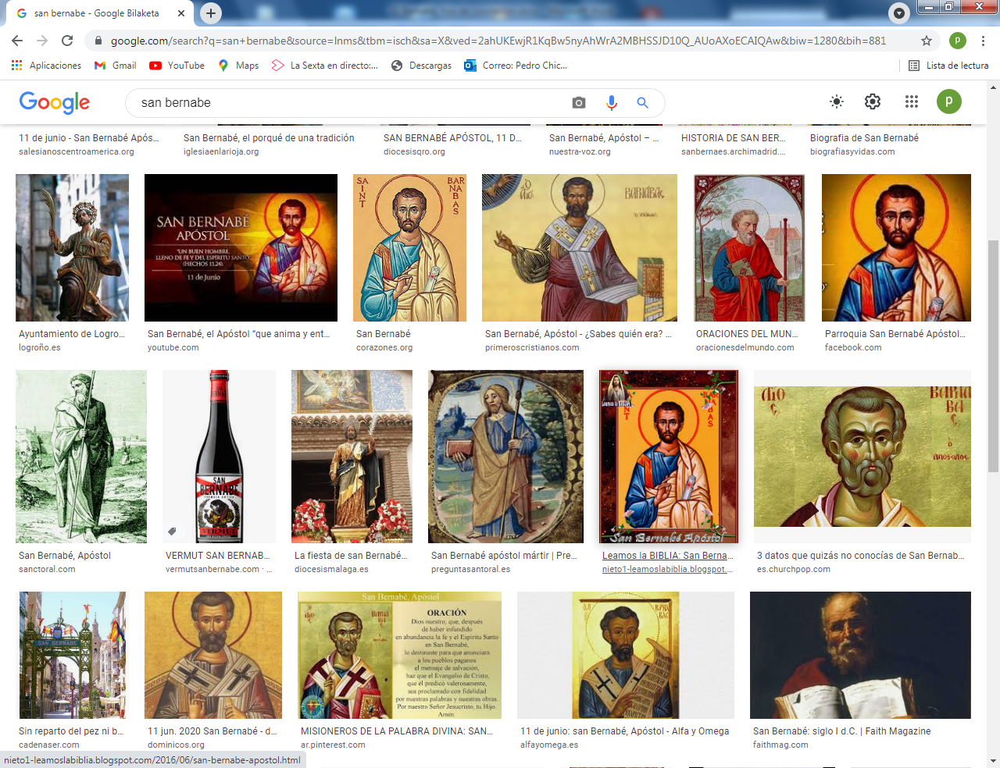 san bernabe - Google Bilaketa
google.com/search?q=san+bernabe&source=lnms&tbm=isch&sa=X&ved=2ahUKEwjR1KqBw5nyAhWrA2MBHSSJD10Q_AUoAXoECAIQAw&biw=1280&bih=881
p
Aplicaciones
Gmail
YouTube
Maps
La Sexta en directo:...
Descargas
Correo: Pedro Chic...
Lista de lectura
Google
san bernabe
p
11 de junio - San Bernabé Após...
salesianoscentroamerica.org
San Bernabé, el porqué de una tradición
iglesiaenlarioja.org
SAN BERNABÉ APÓSTOL, 11 D...
diocesisqro.org
San Bernabé, Apóstol – ...
nuestra-voz.org
HISTORIA DE SAN BER...
sanbernaes.archimadrid....
Biografia de San Bernabé
biografiasyvidas.com
SAN BERNABÉ
APÓSTOL
"UN BUEN HOMBRE,
LLENO DE FE Y DEL ESPÍRITU SANTO"
(HECHOS 11,24).
11 de Junio
SAINT
BARNABAS
Ayuntamiento de Logro...
logroño.es
San Bernabé, el Apóstol "que anima y ent...
youtube.com
San Bernabé
corazones.org
San Bernabé, Apóstol - ¿Sabes quién era? ...
primeroscristianos.com
ORACIONES DEL MUN...
oracionesdelmundo.com
Parroquia San Bernabé Apóstol...
facebook.com
SAN
BERNABE
VERMUT
Leamos la BIBLIA
San Bernabé Apóstol
San Bernabé, Apóstol
sanctoral.com
VERMUT SAN BERNAB...
vermutsanbernabe.com · ...
La fiesta de san Bernabé...
diocesismalaga.es
San Bernabé apóstol mártir | Pre...
preguntasantoral.es
Leamos la BIBLIA: San Berna...
nieto1-leamoslabiblia.blogspot....
3 datos que quizás no conocías de San Bernab...
es.churchpop.com
SAN BERNABE
San Bernabé, Apóstol
ORACIÓN
Dios nuestro, que, después
de haber infundido
en abundancia la fe y el Espíritu Santo
en San Bernabé,
lo destinaste para que anunciara
a los pueblos paganos
el mensaje de salvación,
haz que el Evangelio de Cristo,
que él predicó valerosamente,
sea proclamado con fidelidad
por nuestras palabras y nuestras obras.
Por nuestro Señor Jesucristo, tu Hijo
Amén
Sin reparto del pez ni b...
cadenaser.com
11 jun. 2020 San Bernabé - d...
dominicos.org
MISIONEROS DE LA PALABRA DIVINA: SAN...
ar.pinterest.com
11 de junio: san Bernabé, Apóstol - Alfa y Omega
alfayomega.es
San Bernabé: siglo I d.C. | Faith Magazine
faithmag.com
nieto1-leamoslabiblia.blogspot.com/2016/06/san-bernabe-apostol.html